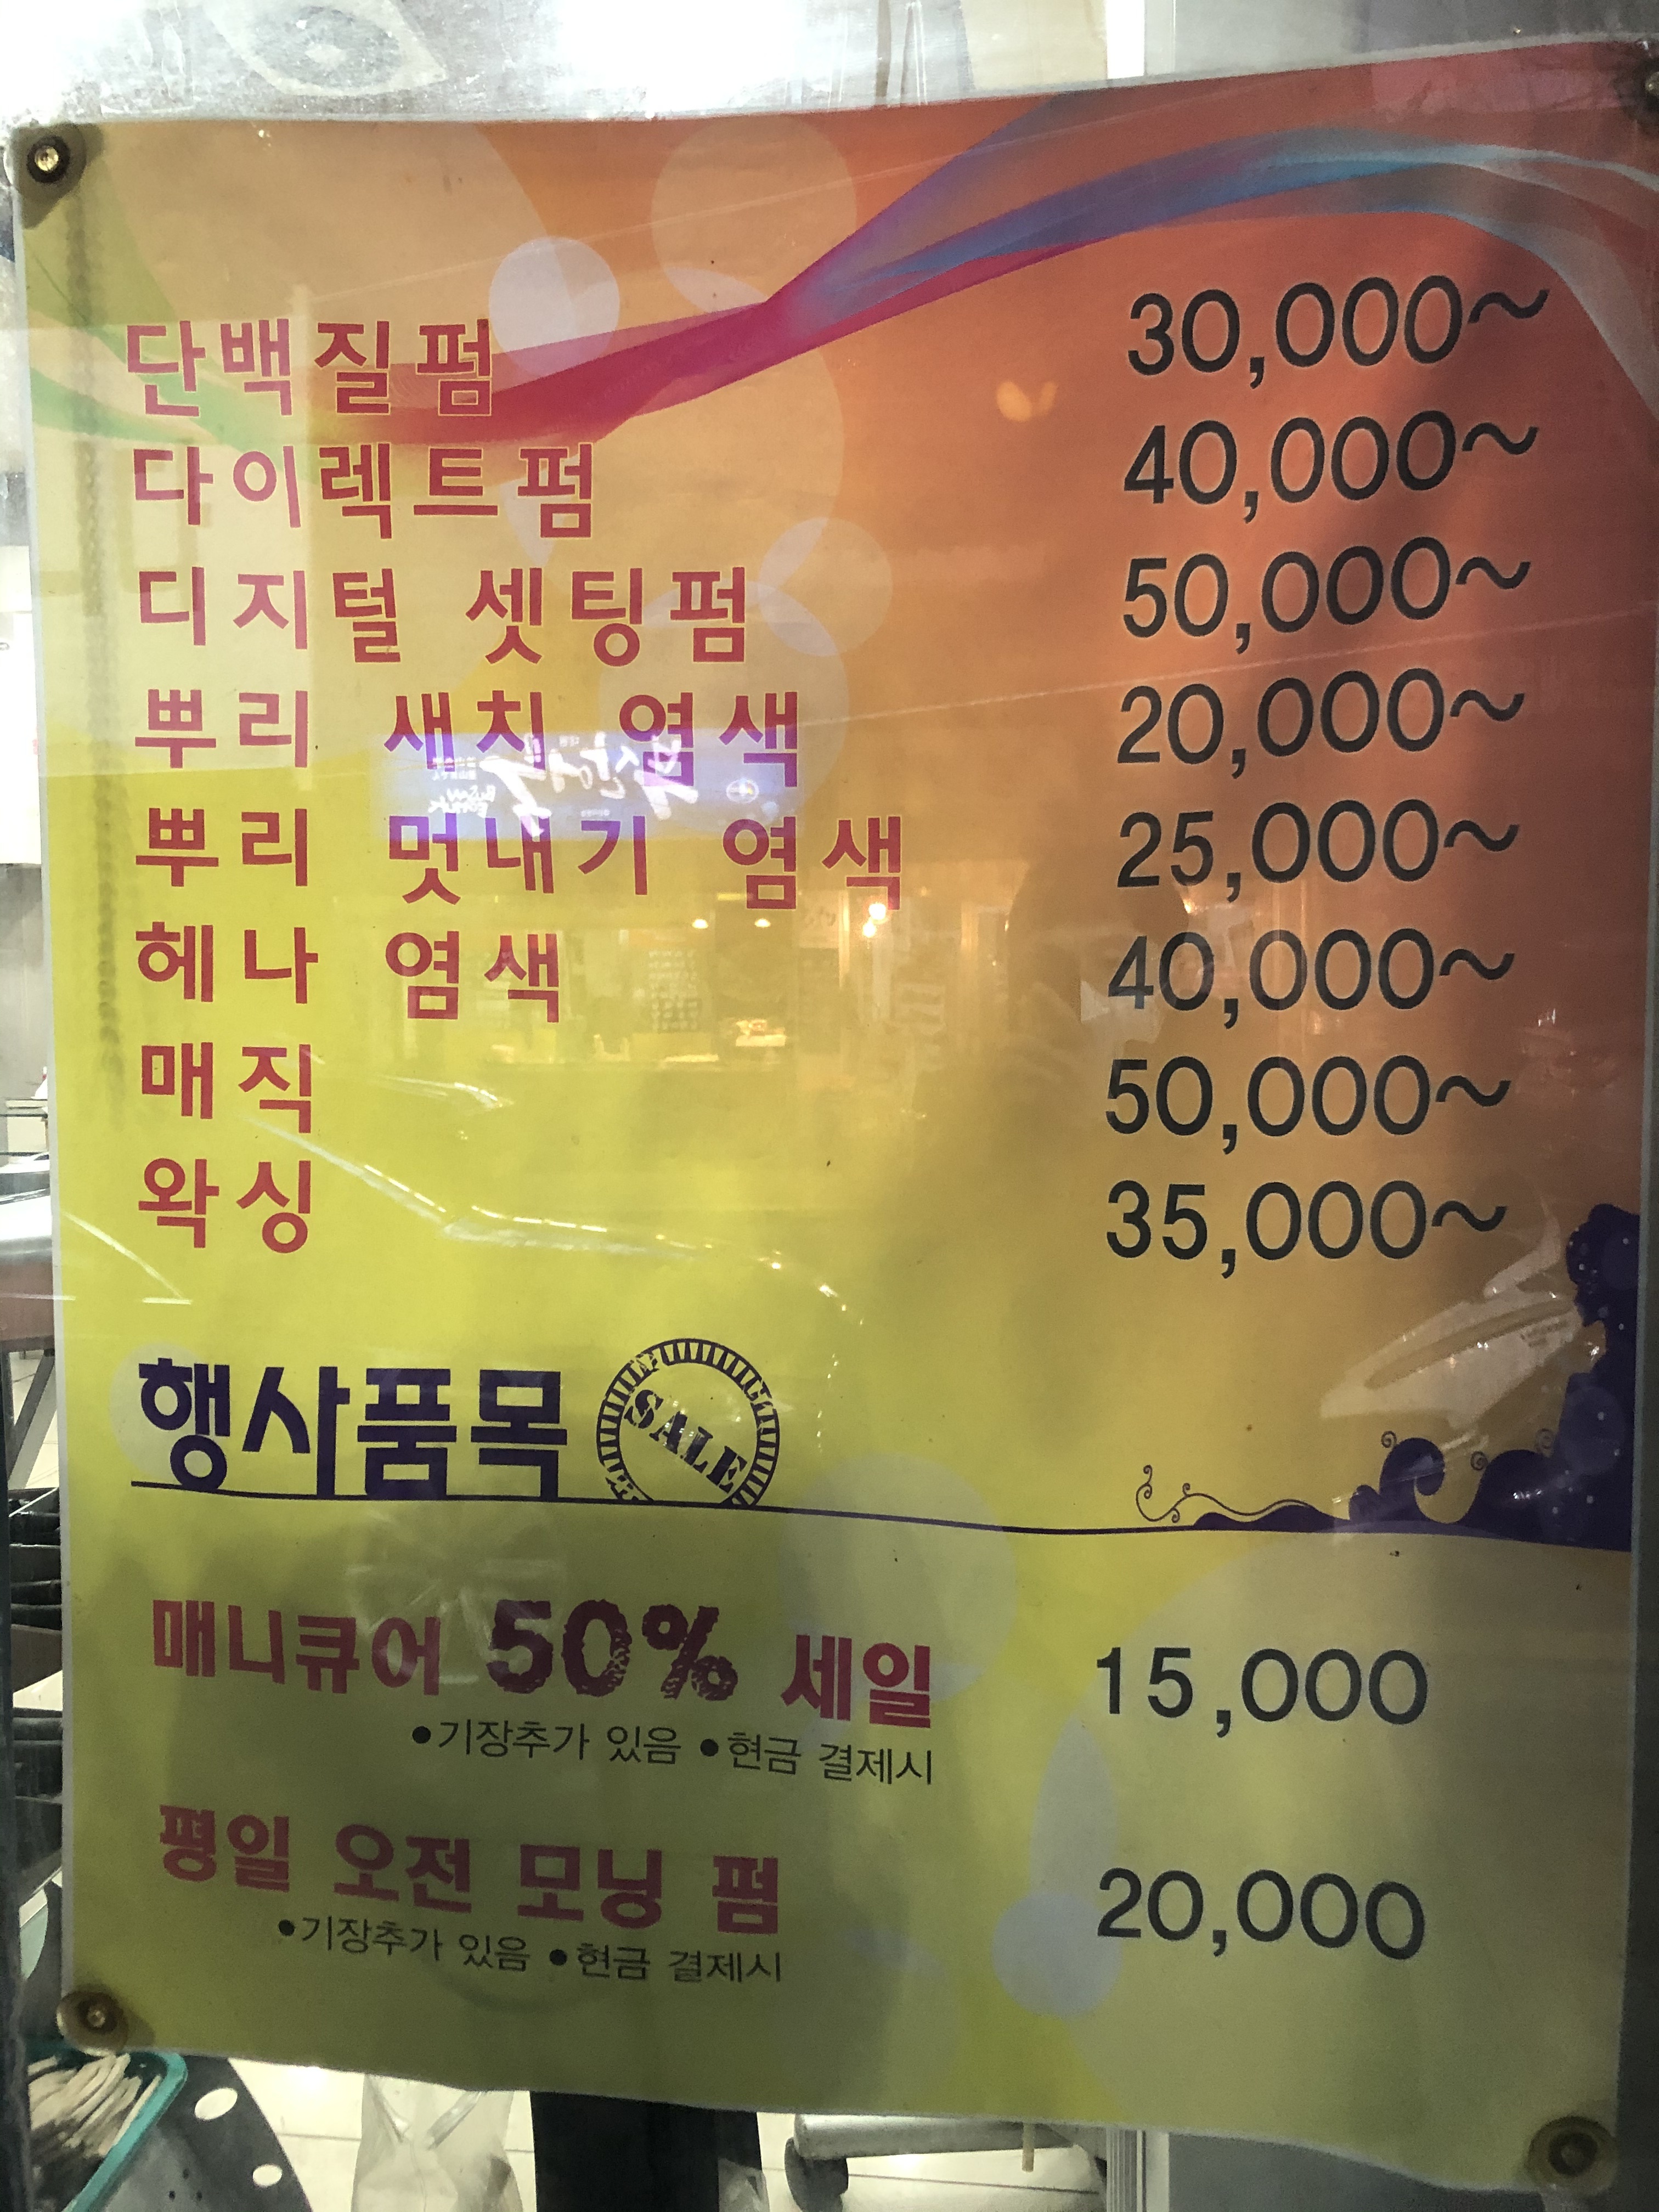 단백질펌 30,000~
다이렉트펌 40,000~
디지털 셋팅펌 50,000~
뿌리 새치 염색 20,000~
뿌리 멋내기 염색 25,000~
헤나 염색 40,000~
매직 50,000~
왁싱 35,000~
행사품목 SALE
매니큐어 50% 세일 15,000
●기장추가 있음 ●현금 결제시
평일 오전 모닝 펌 20,000
●기장추가 있음 ●현금 결제시